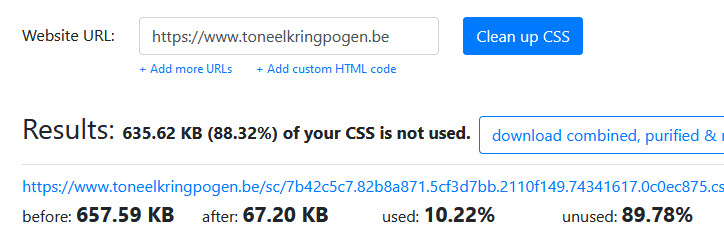 Website URL: https://www.toneelkringpogen.be Clean up CSS
+ Add more URLs + Add custom HTML code
Results: 635.62 KB (88.32%) of your CSS is not used. download combined, purified &
https://www.toneelkringpogen.be/sc/7b42c5c7.82b8a871.5cf3d7bb.2110f149.74341617.0c0ec875.cs
before: 657.59 KB after: 67.20 KB used: 10.22% unused: 89.78%